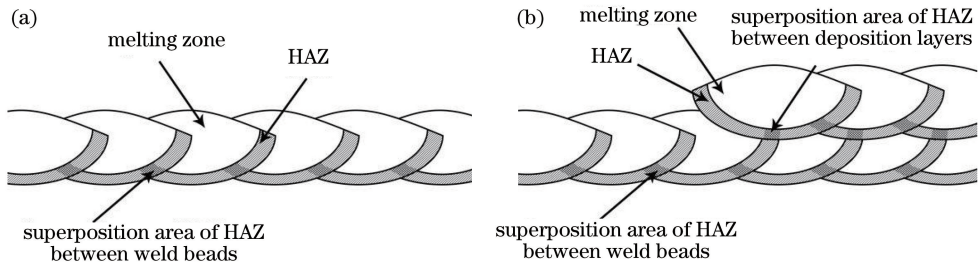 (a)
melting zone
HAZ
superposition area of HAZ
between weld beads
(b)
melting zone
superposition area of HAZ
between deposition layers
HAZ
superposition area of HAZ
between weld beads